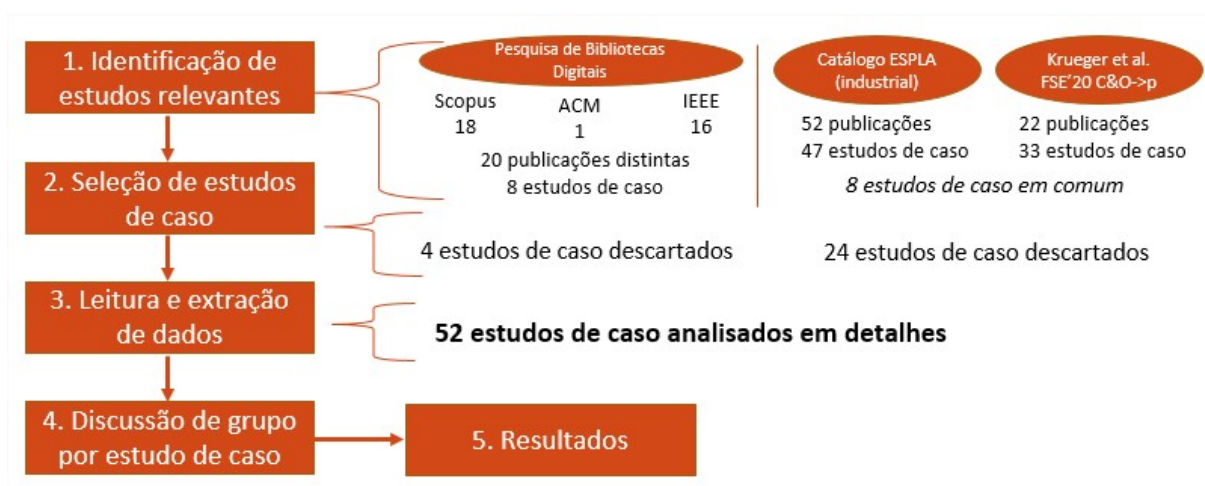 1. Identificação de
estudos relevantes
Pesquisa de Bibliotecas
Digitais
Scopus
18
ACM
1
IEEE
16
20 publicações distintas
8 estudos de caso
Catálogo ESPLA
(industrial)
52 publicações
47 estudos de caso
Krueger et al.
FSE'20 C&O->p
22 publicações
33 estudos de caso
8 estudos de caso em comum
2. Seleção de estudos
de caso
4 estudos de caso descartados
24 estudos de caso descartados
3. Leitura e extração
de dados
52 estudos de caso analisados em detalhes
4. Discussão de grupo
por estudo de caso
5. Resultados